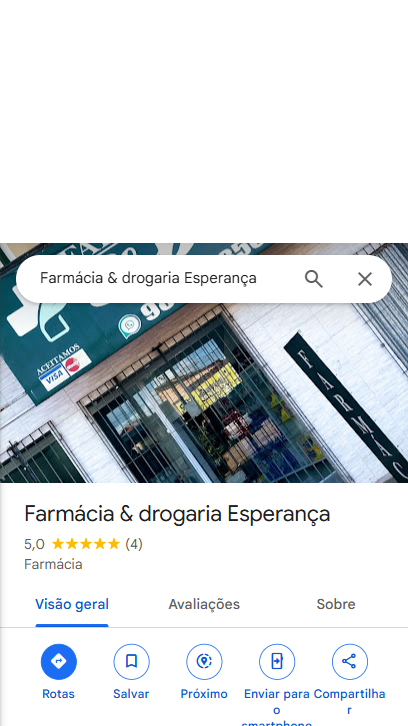 Farmácia & drogaria Esperança
ACEITAMOS
VISA
Farmácia & drogaria Esperança
5,0 (4)
Farmácia
Visão geral Avaliações Sobre
Rotas Salvar Próximo Enviar para o smartphone Compartilha
r